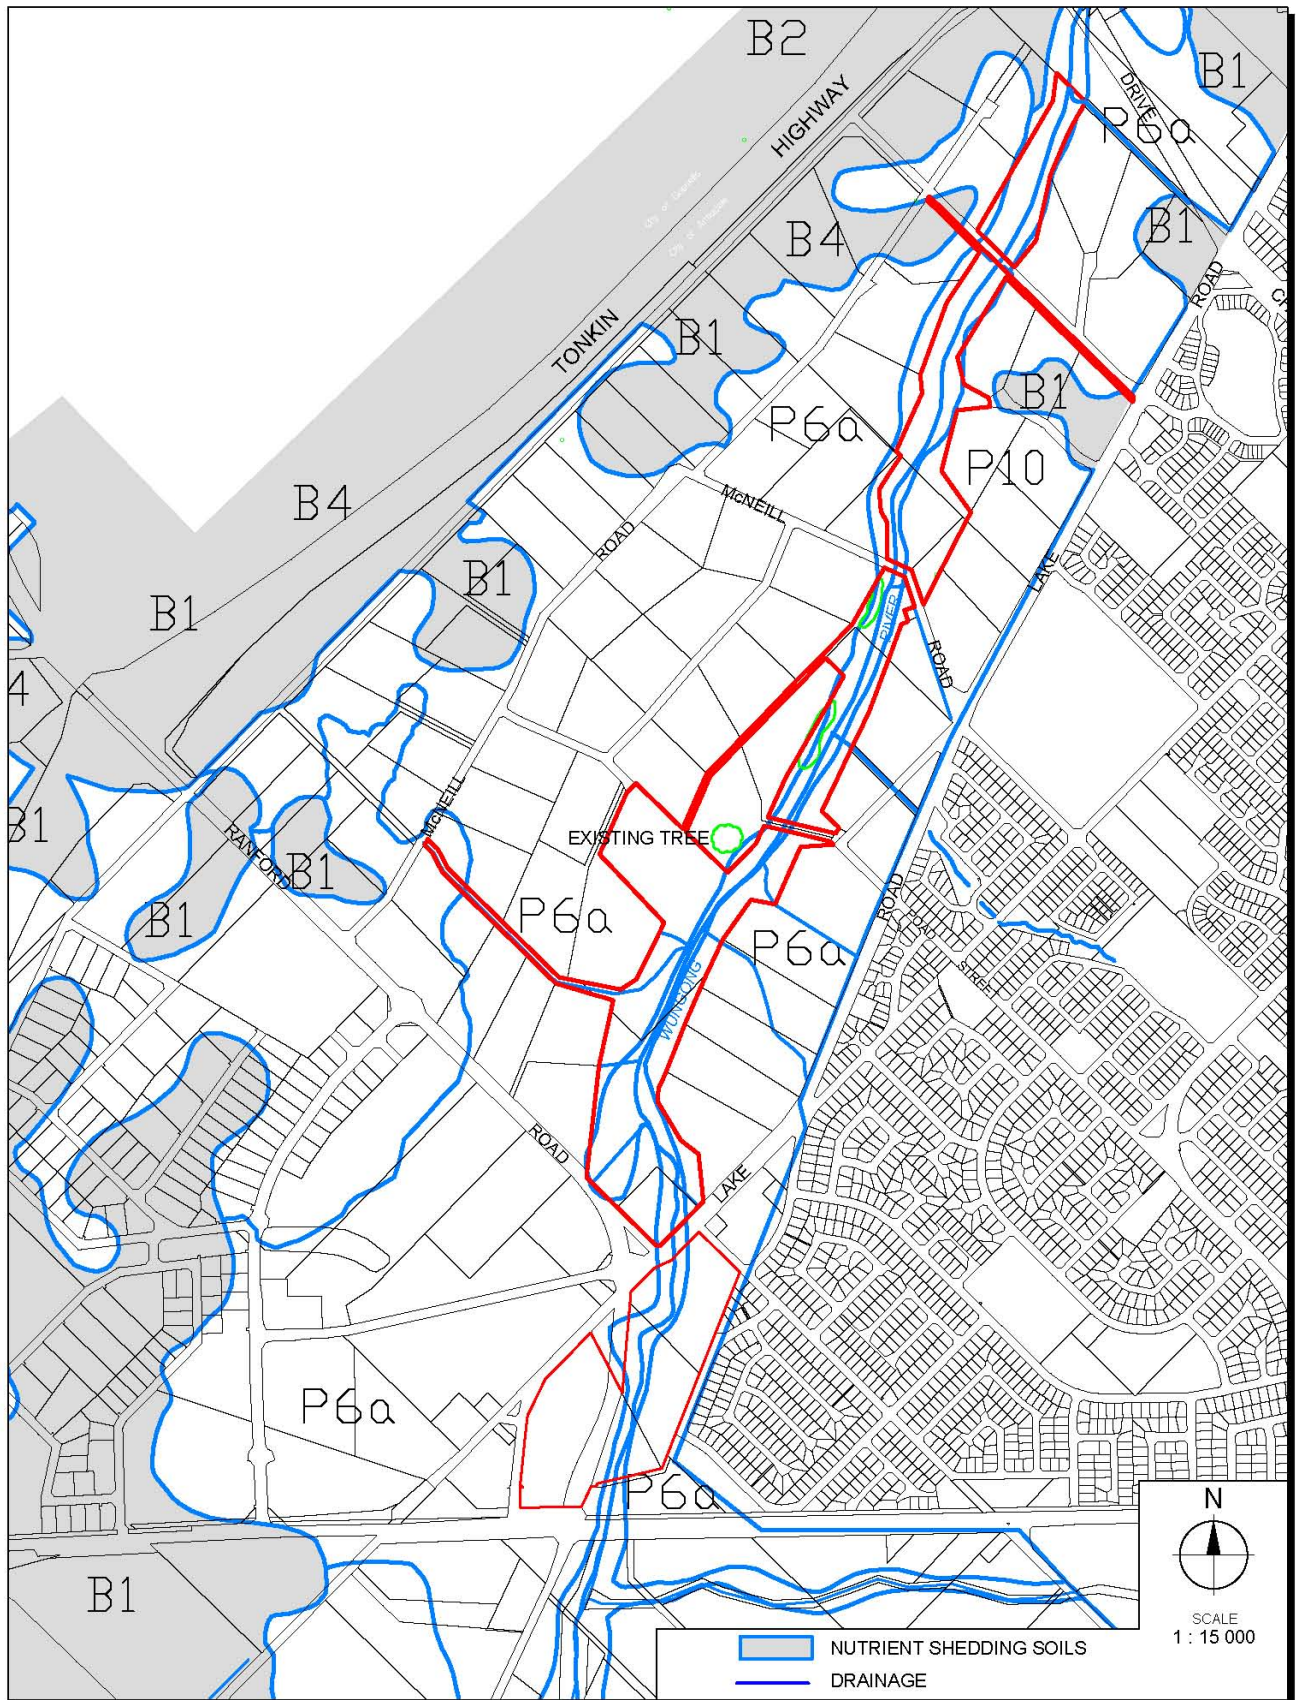 B2
B1
DRIVE
HIGHWAY
P6a
B4
B1
ROAD
TONKIN
B1
B1
P6a
P10
B4
McNEILL
ROAD
B1
LAKE
B1
RIVER
ROAD
4
McNEILL
B1
RANFORD
EXISTING TREE
B1
B1
P6a
ROAD
ROAD
P6a
STREET
WUNGONG
ROAD
LAKE
P6a
P6a
B1
N
SCALE
1 : 15 000
NUTRIENT SHEDDING SOILS
DRAINAGE